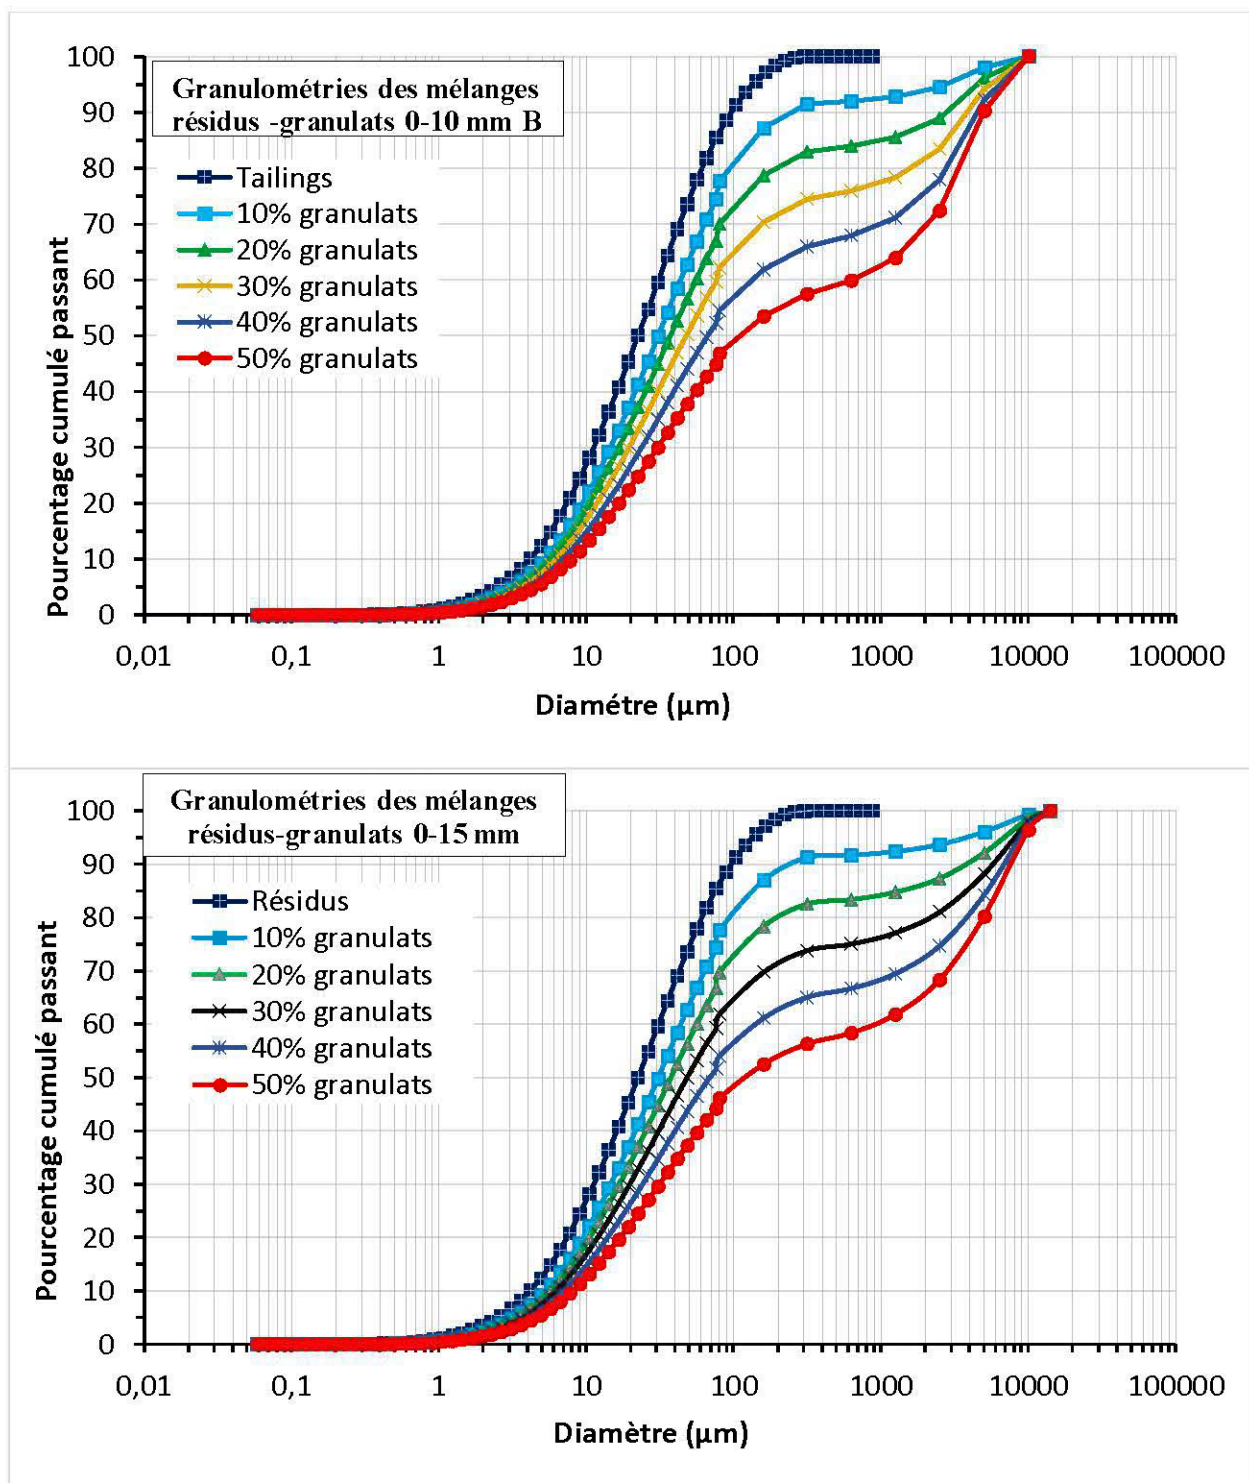 Granulométries des mélanges
résidus -granulats 0-10 mm B
Tailings
10% granulats
20% granulats
30% granulats
40% granulats
50% granulats
Pourcentage cumulé passant
100
90
80
70
60
50
40
30
20
10
0
0,01 0,1 1 10 100 1000 10000 100000
Diamétre (µm)
Granulométries des mélanges
résidus-granulats 0-15 mm
Résidus
10% granulats
20% granulats
30% granulats
40% granulats
50% granulats
Pourcentage cumulé passant
100
90
80
70
60
50
40
30
20
10
0
0,01 0,1 1 10 100 1000 10000 100000
Diamètre (µm)